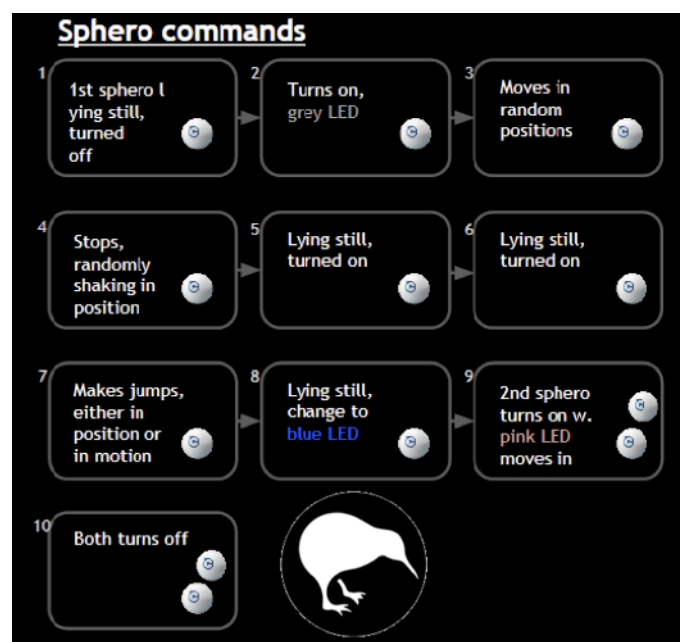 Sphero commands
1
1st sphero l
ying still,
turned
off
2
Turns on,
grey LED
3
Moves in
random
positions
4
Stops,
randomly
shaking in
position
5
Lying still,
turned on
6
Lying still,
turned on
7
Makes jumps,
either in
position or
in motion
8
Lying still,
change to
blue LED
9
2nd sphero
turns on w.
pink LED
moves in
10
Both turns off